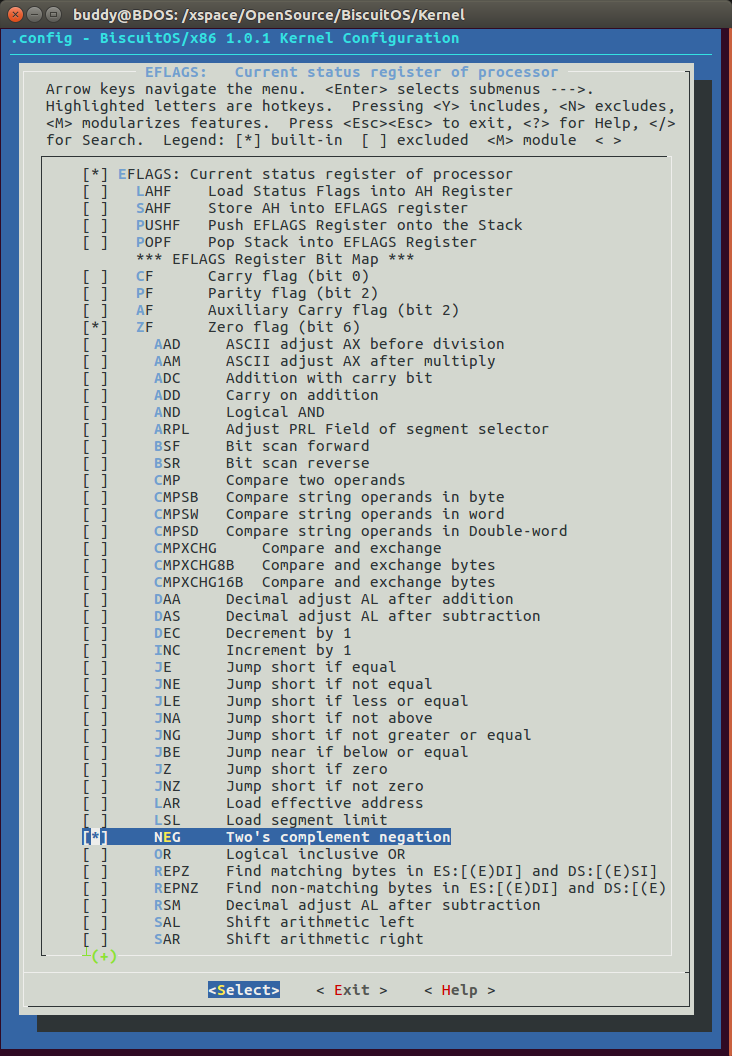 buddy@BDOS: /xspace/OpenSource/BiscuitOS/Kernel
.config - BiscuitOS/x86 1.0.1 Kernel Configuration
EFLAGS:   Current status register of processor
Arrow keys navigate the menu.  <Enter> selects submenus --->.
Highlighted letters are hotkeys.  Pressing <Y> includes, <N> excludes,
<M> modularizes features.  Press <Esc><Esc> to exit, <?> for Help, </>
for Search.  Legend: [*] built-in  [ ] excluded  <M> module  < >
[*] EFLAGS: Current status register of processor
[ ]   LAHF    Load Status Flags into AH Register
[ ]   SAHF    Store AH into EFLAGS register
[ ]   PUSHF   Push EFLAGS Register onto the Stack
[ ]   POPF    Pop Stack into EFLAGS Register
*** EFLAGS Register Bit Map ***
[ ]   CF      Carry flag (bit 0)
[ ]   PF      Parity flag (bit 2)
[ ]   AF      Auxiliary Carry flag (bit 2)
[*]   ZF      Zero flag (bit 6)
[ ]     AAD     ASCII adjust AX before division
[ ]     AAM     ASCII adjust AX after multiply
[ ]     ADC     Addition with carry bit
[ ]     ADD     Carry on addition
[ ]     AND     Logical AND
[ ]     ARPL    Adjust PRL Field of segment selector
[ ]     BSF     Bit scan forward
[ ]     BSR     Bit scan reverse
[ ]     CMP     Compare two operands
[ ]     CMPSB   Compare string operands in byte
[ ]     CMPSW   Compare string operands in word
[ ]     CMPSD   Compare string operands in Double-word
[ ]     CMPXCHG     Compare and exchange
[ ]     CMPXCHG8B   Compare and exchange bytes
[ ]     CMPXCHG16B  Compare and exchange bytes
[ ]     DAA     Decimal adjust AL after addition
[ ]     DAS     Decimal adjust AL after subtraction
[ ]     DEC     Decrement by 1
[ ]     INC     Increment by 1
[ ]     JE      Jump short if equal
[ ]     JNE     Jump short if not equal
[ ]     JLE     Jump short if less or equal
[ ]     JNA     Jump short if not above
[ ]     JNG     Jump short if not greater or equal
[ ]     JBE     Jump near if below or equal
[ ]     JZ      Jump short if zero
[ ]     JNZ     Jump short if not zero
[ ]     LAR     Load effective address
[ ]     LSL     Load segment limit
[*]     NEG     Two's complement negation
[ ]     OR      Logical inclusive OR
[ ]     REPZ    Find matching bytes in ES:[(E)DI] and DS:[(E)SI]
[ ]     REPNZ   Find non-matching bytes in ES:[(E)DI] and DS:[(E)
[ ]     RSM     Decimal adjust AL after subtraction
[ ]     SAL     Shift arithmetic left
[ ]     SAR     Shift arithmetic right
(+)
<Select>    < Exit >    < Help >